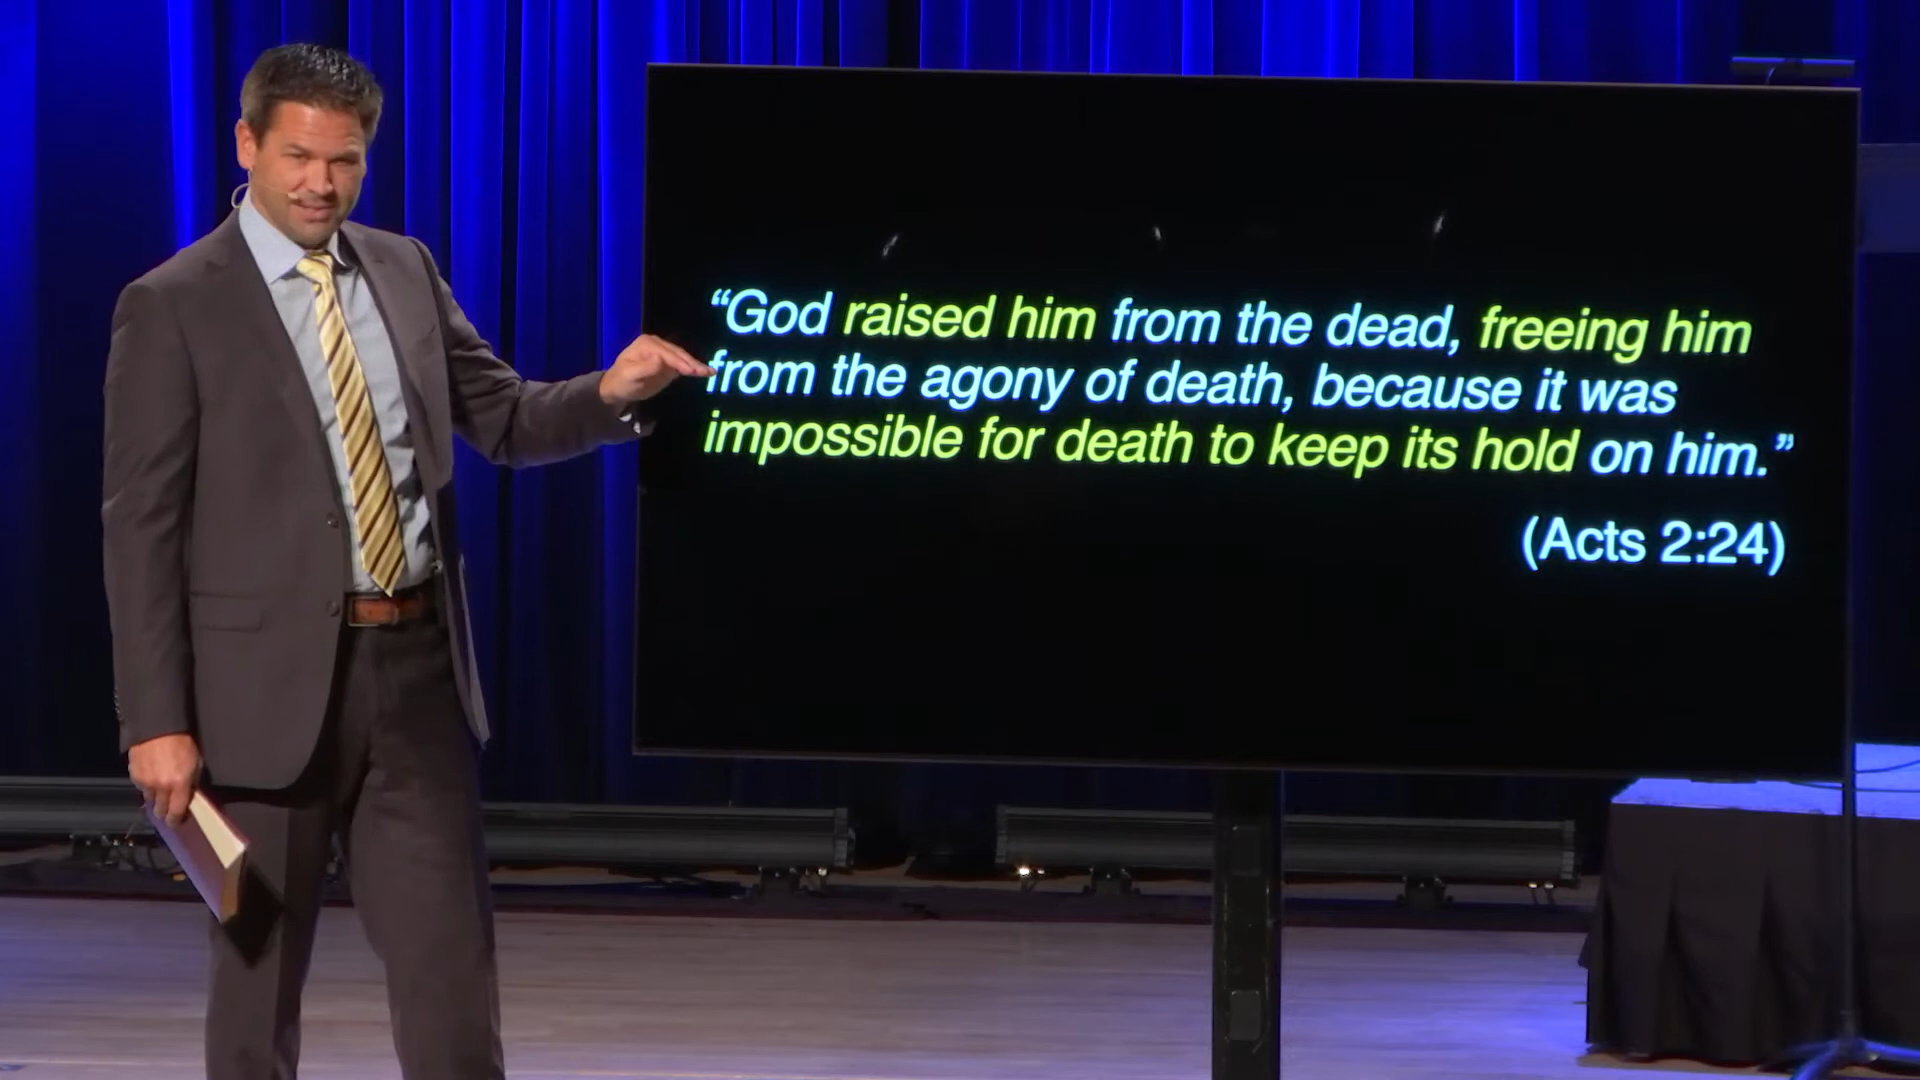 “God raised him from the dead, freeing him
from the agony of death, because it was
impossible for death to keep its hold on him.”
(Acts 2:24)